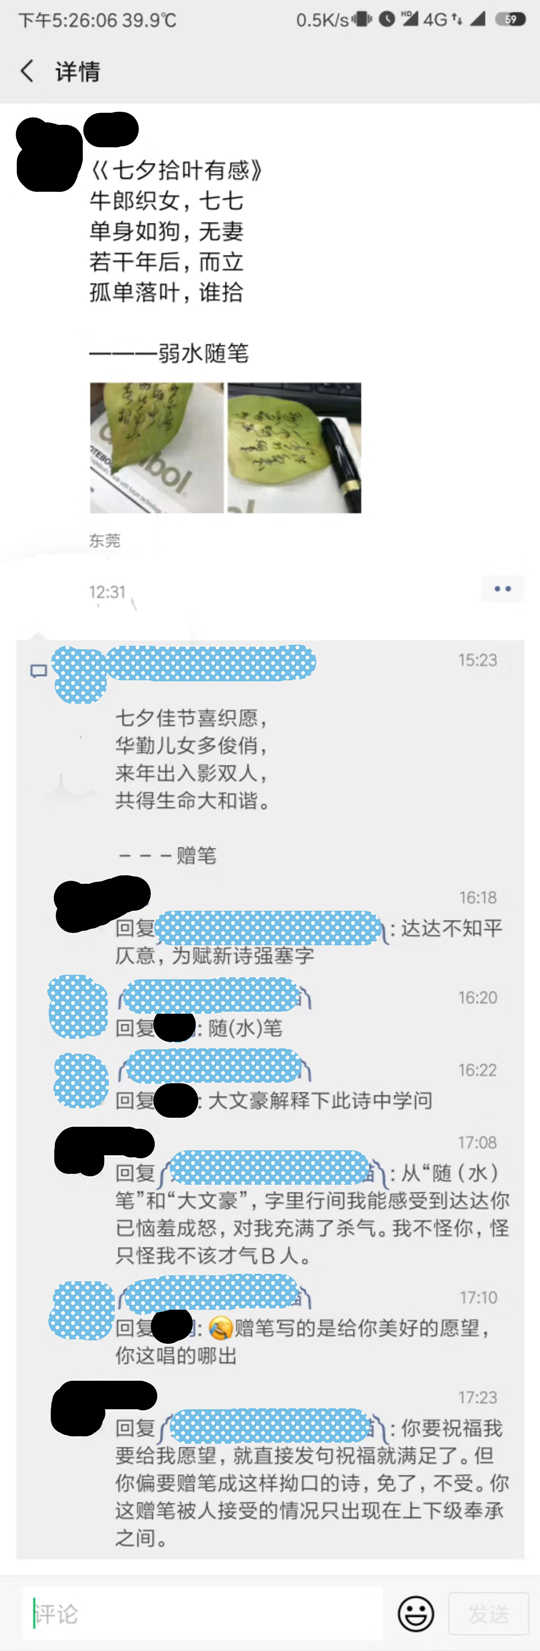 下午5:26:06 39.9℃ 0.5K/s HD 4G 59
详情
《七夕拾叶有感》
牛郎织女，七七
单身如狗，无妻
若干年后，而立
孤单落叶，谁拾
———弱水随笔
东莞
12:31
15:23
七夕佳节喜织愿，
华勤儿女多俊俏，
来年出入影双人，
共得生命大和谐。
－－－赠笔
16:18
回复: 达达不知平
仄意，为赋新诗强塞字
16:20
回复: 随(水)笔
16:22
回复: 大文豪解释下此诗中学问
17:08
回复: 从“随（水）
笔”和“大文豪”，字里行间我能感受到达达你
已恼羞成怒，对我充满了杀气。我不怪你，怪
只怪我不该才气B人。
17:10
回复: 😂赠笔写的是给你美好的愿望，
你这唱的哪出
17:23
回复: 你要祝福我
要给我愿望，就直接发句祝福就满足了。但
你偏要赠笔成这样拗口的诗，免了，不受。你
这赠笔被人接受的情况只出现在上下级奉承
之间。
评论 发送